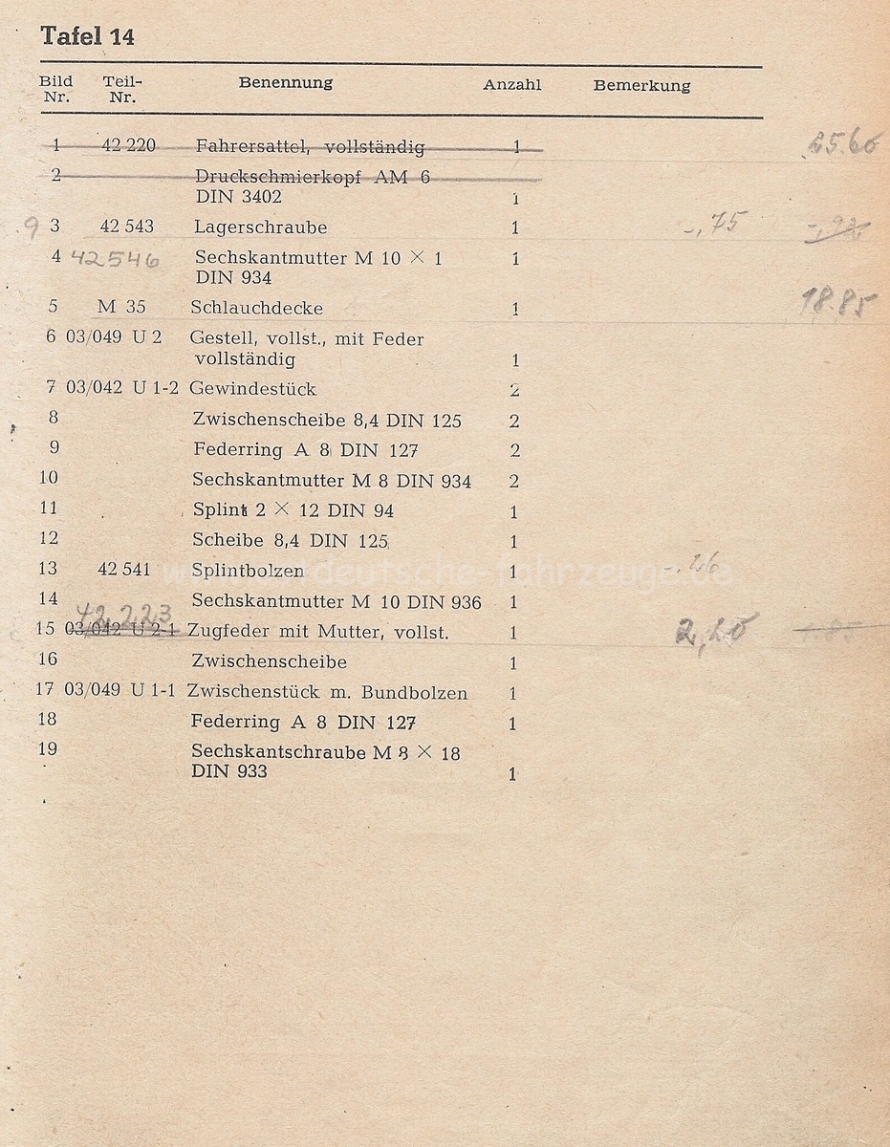 Tafel 14
Bild Teil- Benennung Anzahl Bemerkung
Nr. Nr.
1 42 220 Fahrersattel, vollständig 1
2 Druckschmierkopf AM 6
DIN 3402 1
9 3 42 543 Lagerschraube 1 -,75
4 42546 Sechskantmutter M 10 × 1 1
DIN 934
5 M 35 Schlauchdecke 1 18.85
6 03/049 U 2 Gestell, vollst., mit Feder
vollständig 1
7 03/042 U 1-2 Gewindestück 2
8 Zwischenscheibe 8,4 DIN 125 2
9 Federring A 8 DIN 127 2
10 Sechskantmutter M 8 DIN 934 2
11 Splint 2 × 12 DIN 94 1
12 Scheibe 8,4 DIN 125 1
13 42 541 Splintbolzen 1 -.26
14 Sechskantmutter M 10 DIN 936 1
42.223
15 03/042 U 2-1 Zugfeder mit Mutter, vollst. 1
16 Zwischenscheibe 1
17 03/049 U 1-1 Zwischenstück m. Bundbolzen 1
18 Federring A 8 DIN 127 1
19 Sechskantschraube M 8 × 18
DIN 933 1